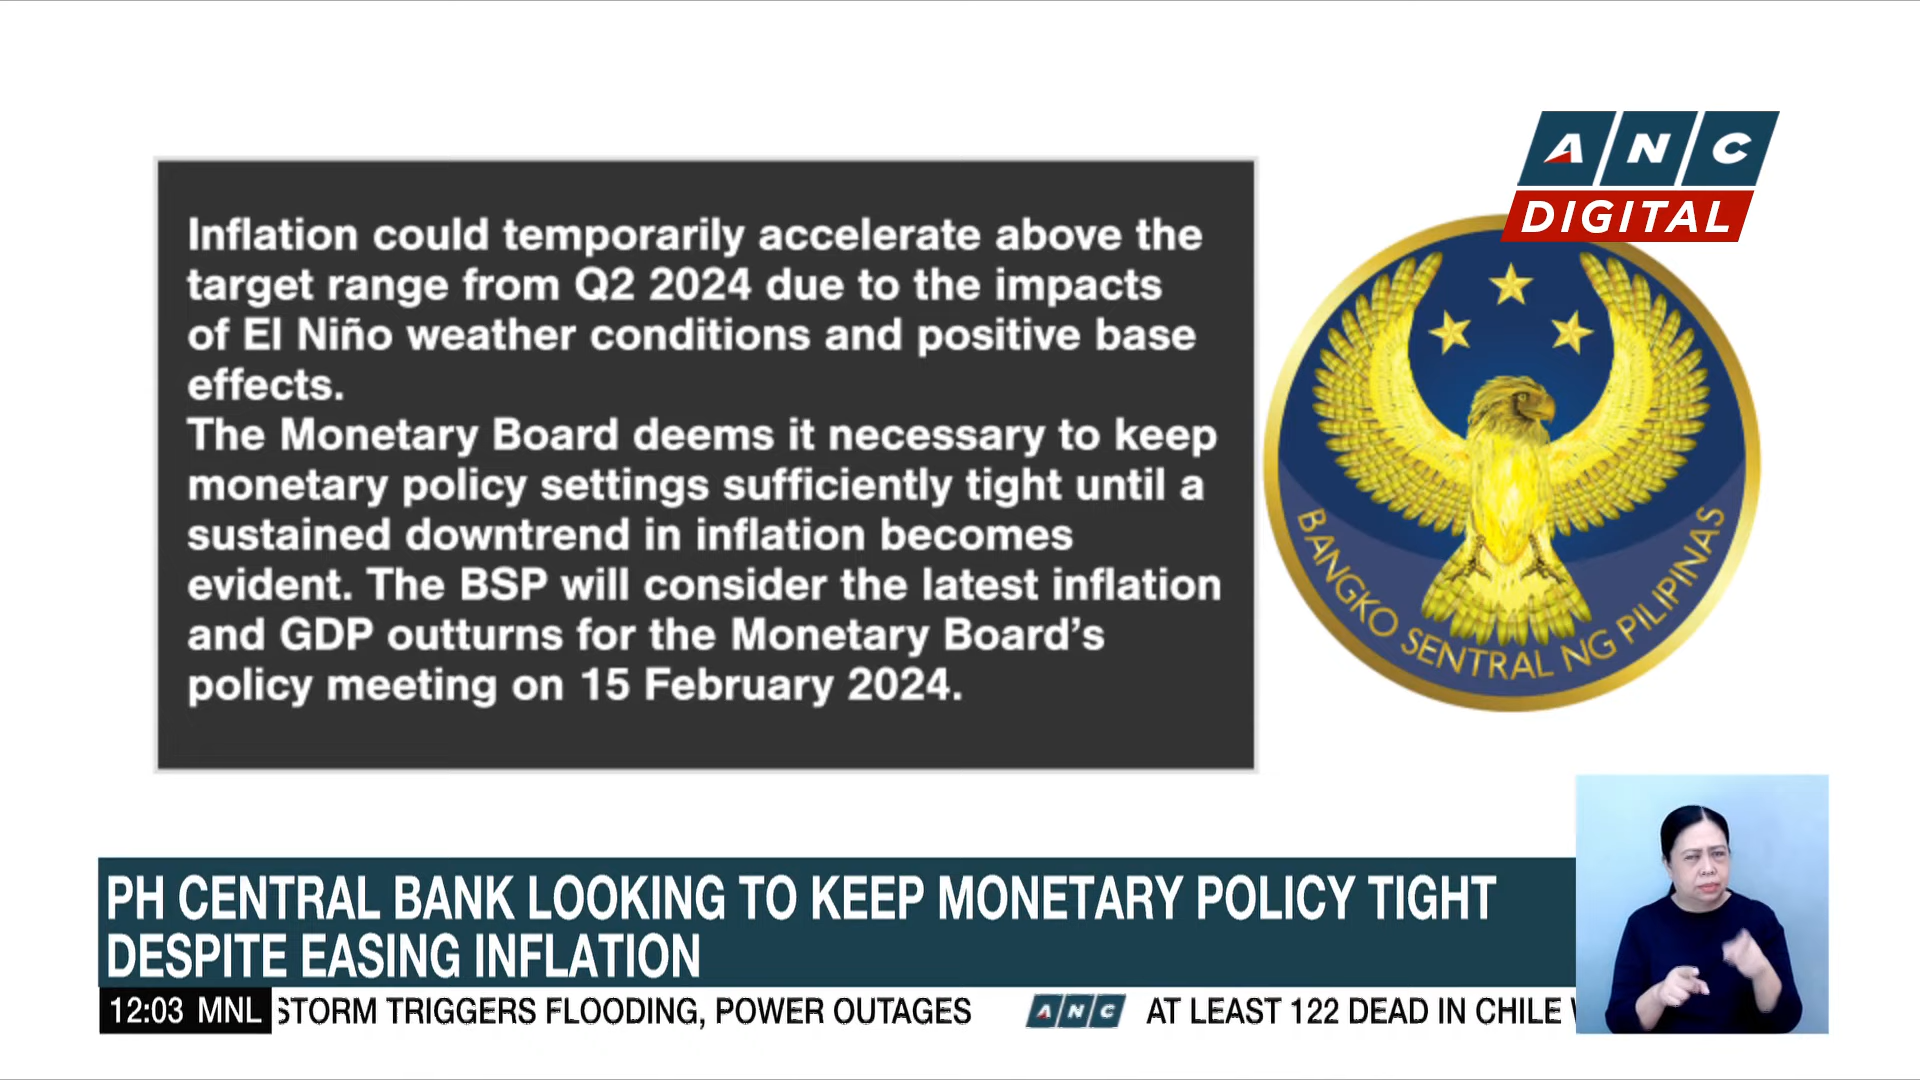 ANC
DIGITAL
Inflation could temporarily accelerate above the
target range from Q2 2024 due to the impacts
of El Niño weather conditions and positive base
effects.
The Monetary Board deems it necessary to keep
monetary policy settings sufficiently tight until a
sustained downtrend in inflation becomes
evident. The BSP will consider the latest inflation
and GDP outturns for the Monetary Board’s
policy meeting on 15 February 2024.
BANGKO SENTRAL NG PILIPINAS
PH CENTRAL BANK LOOKING TO KEEP MONETARY POLICY TIGHT
DESPITE EASING INFLATION
12:03 MNL STORM TRIGGERS FLOODING, POWER OUTAGES ANC AT LEAST 122 DEAD IN CHILE